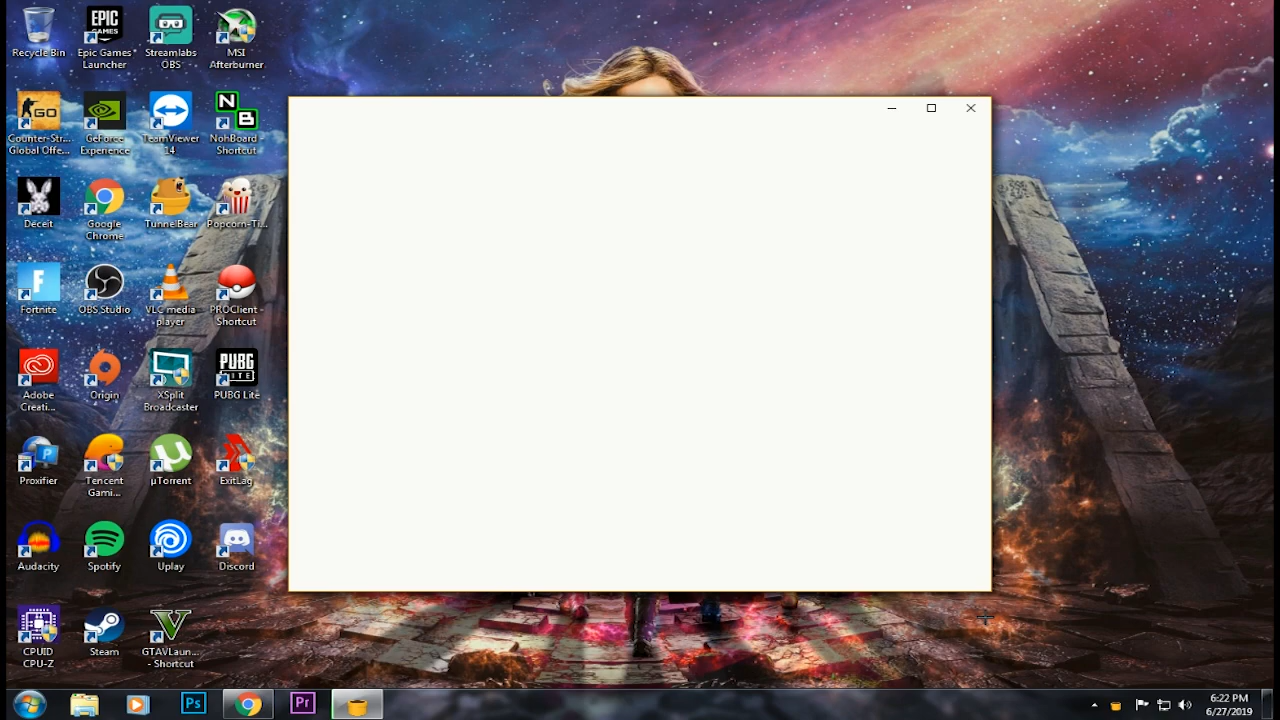 Recycle Bin
EPIC
GAMES
Epic Games
Launcher
Streamlabs
OBS
MSI
Afterburner
GO
Counter-Str...
Global Offe...
GeForce
Experience
TeamViewer
14
N
B
NohBoard -
Shortcut
Deceit
Google
Chrome
TunnelBear
Popcorn-Ti...
F
Fortnite
OBS Studio
VLC media
player
PROClient -
Shortcut
Adobe
Creati...
Origin
XSplit
Broadcaster
PUBG
LITE
PUBG Lite
P
Proxifier
Tencent
Gami...
µ
µTorrent
ExitLag
Audacity
Spotify
Uplay
Discord
CPUID
CPU-Z
Steam
V
GTAVLaun...
- Shortcut
Ps
Pr
6:22 PM
6/27/2019